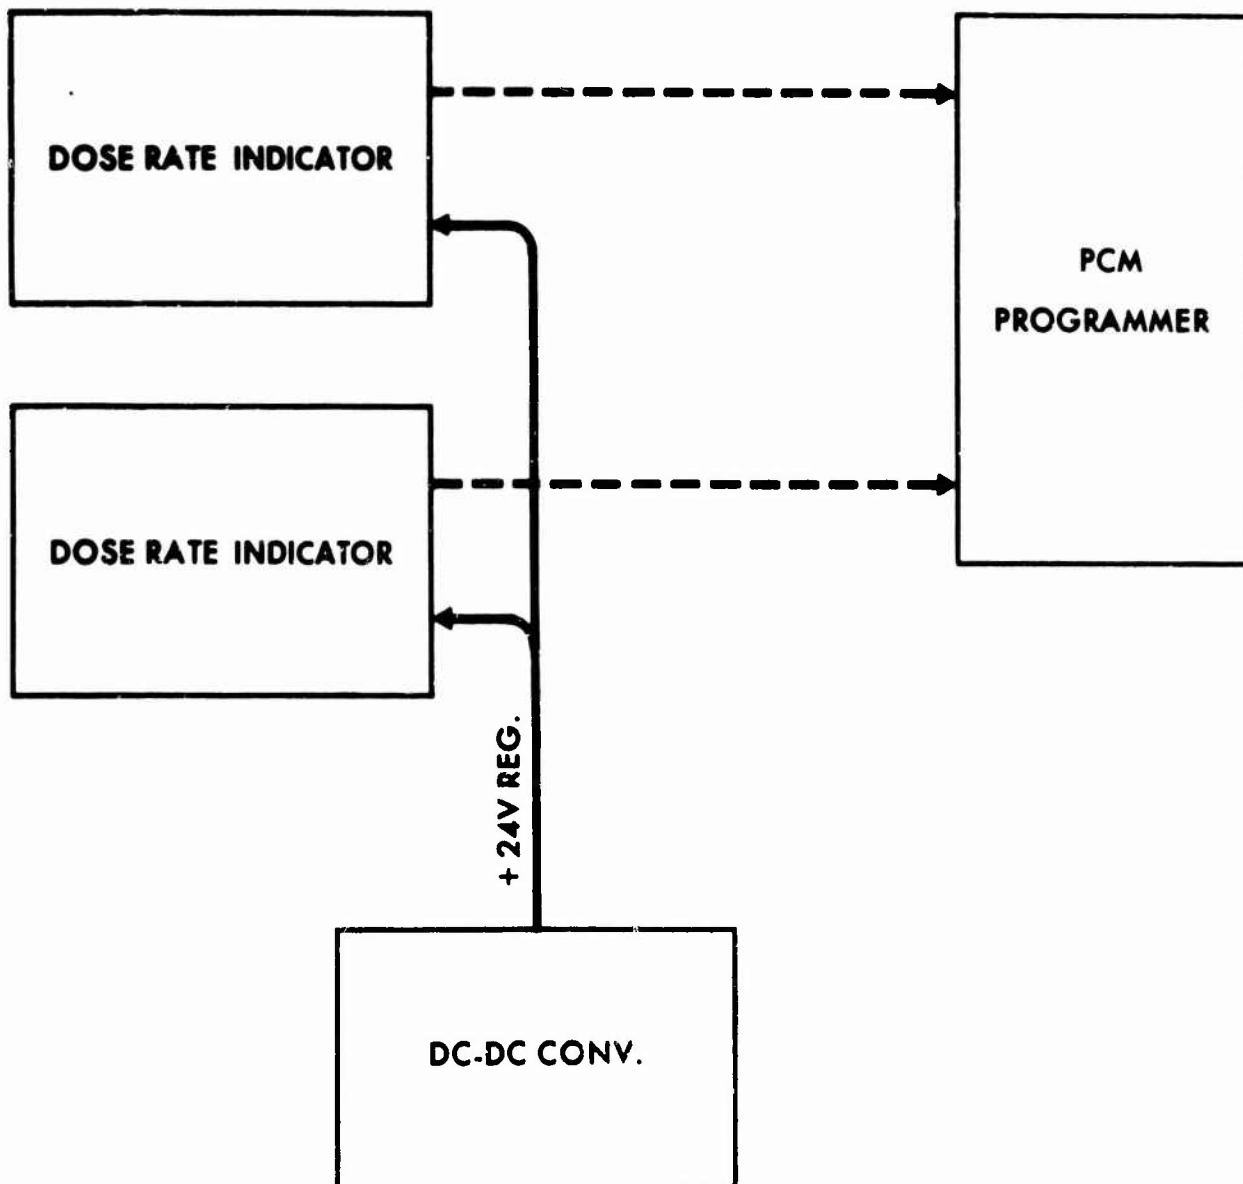 DOSE RATE INDICATOR
PCM
PROGRAMMER
DOSE RATE INDICATOR
+ 24V REG.
DC-DC CONV.